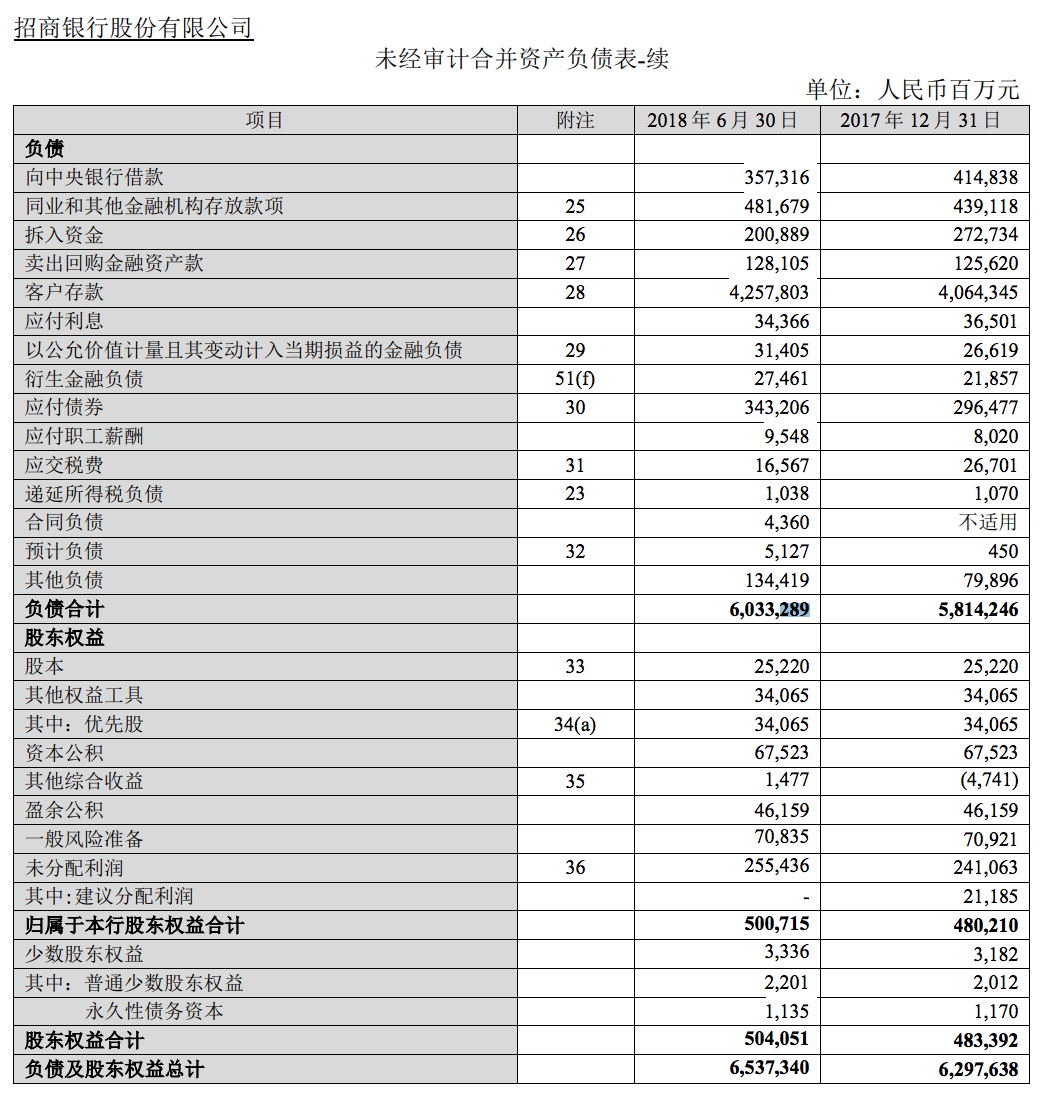 招商银行股份有限公司
未经审计合并资产负债表-续
单位：人民币百万元
项目 附注 2018 年 6 月 30 日 2017 年 12 月 31 日
负债
向中央银行借款 357,316 414,838
同业和其他金融机构存放款项 25 481,679 439,118
拆入资金 26 200,889 272,734
卖出回购金融资产款 27 128,105 125,620
客户存款 28 4,257,803 4,064,345
应付利息 34,366 36,501
以公允价值计量且其变动计入当期损益的金融负债 29 31,405 26,619
衍生金融负债 51(f) 27,461 21,857
应付债券 30 343,206 296,477
应付职工薪酬 9,548 8,020
应交税费 31 16,567 26,701
递延所得税负债 23 1,038 1,070
合同负债 4,360 不适用
预计负债 32 5,127 450
其他负债 134,419 79,896
负债合计 6,033,289 5,814,246
股东权益
股本 33 25,220 25,220
其他权益工具 34,065 34,065
其中：优先股 34(a) 34,065 34,065
资本公积 67,523 67,523
其他综合收益 35 1,477 (4,741)
盈余公积 46,159 46,159
一般风险准备 70,835 70,921
未分配利润 36 255,436 241,063
其中:建议分配利润 - 21,185
归属于本行股东权益合计 500,715 480,210
少数股东权益 3,336 3,182
其中：普通少数股东权益 2,201 2,012
永久性债务资本 1,135 1,170
股东权益合计 504,051 483,392
负债及股东权益总计 6,537,340 6,297,638